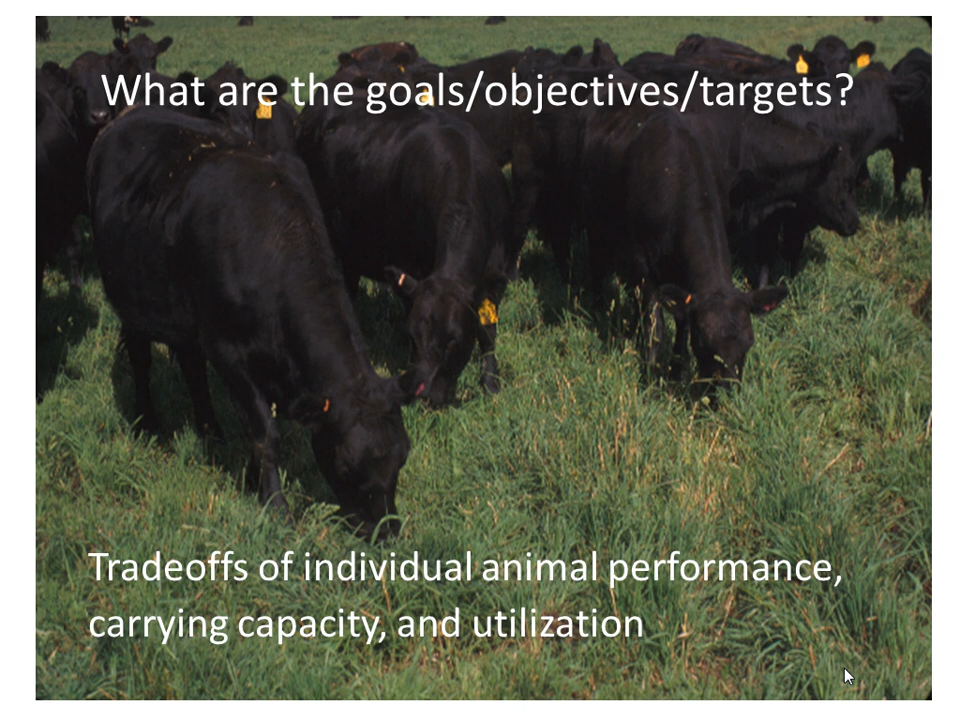 What are the goals/objectives/targets?
Tradeoffs of individual animal performance,
carrying capacity, and utilization